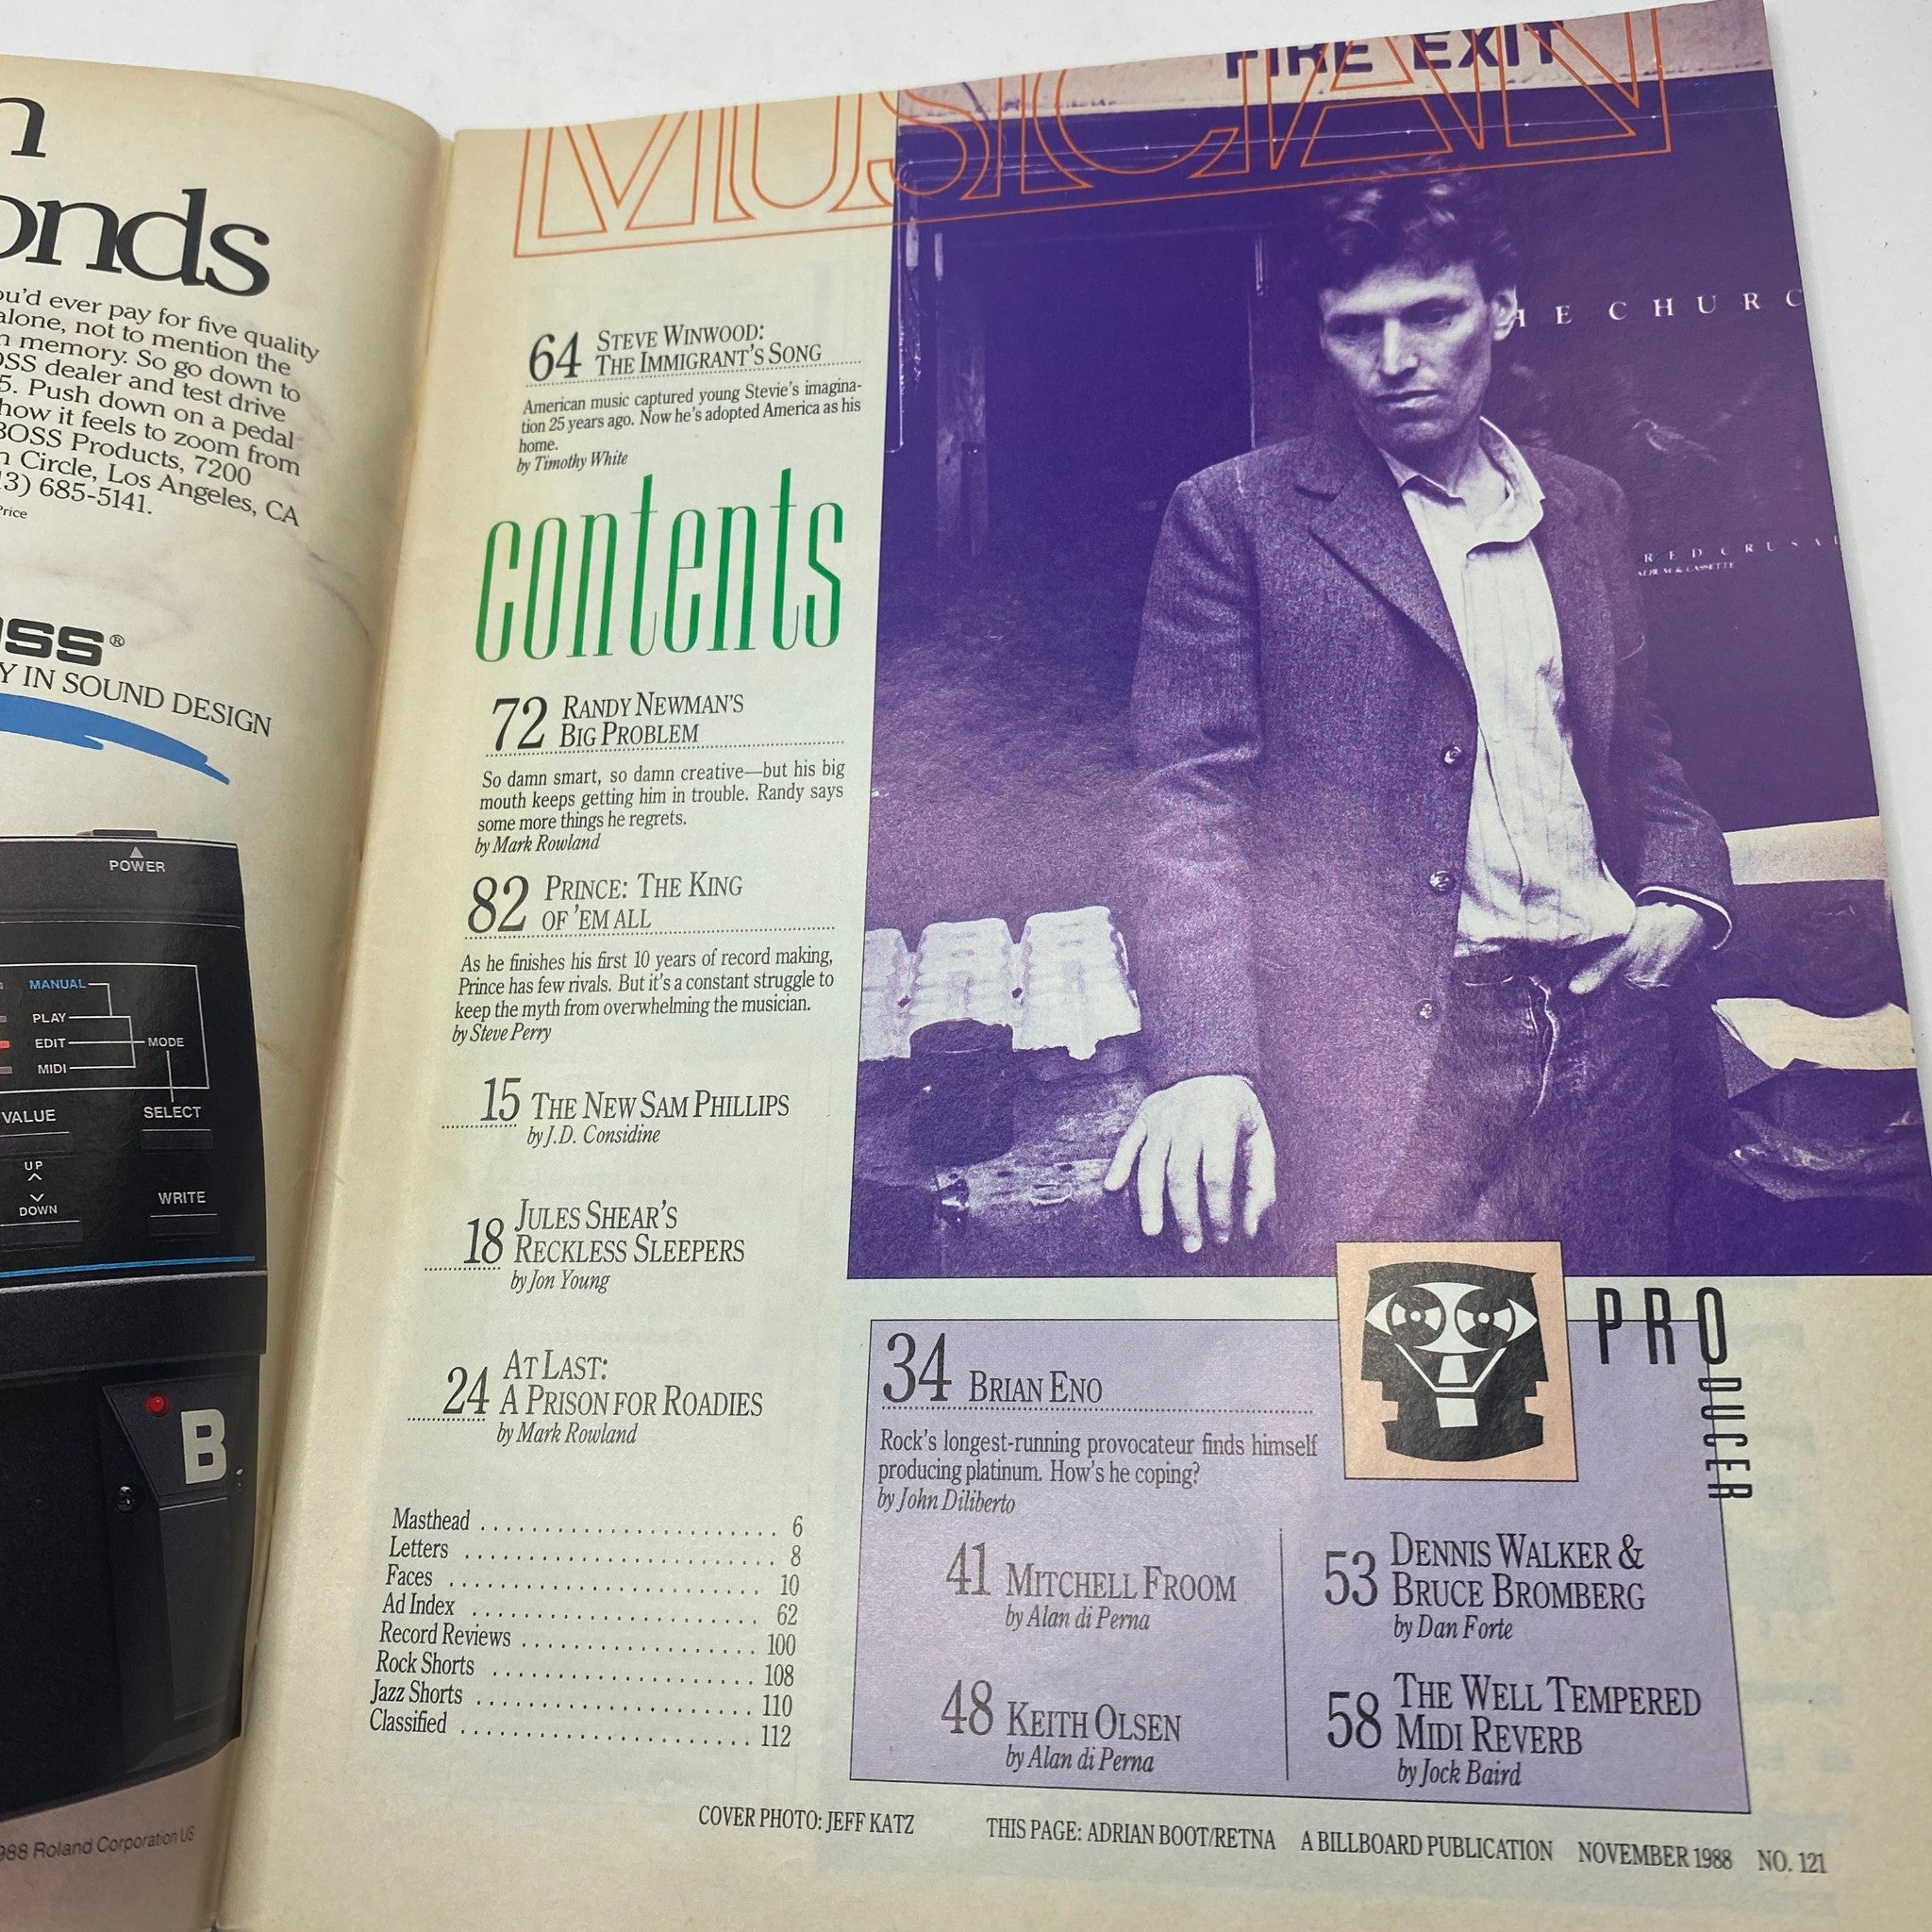 onds
ou'd ever pay for five quality
alone, not to mention the
memory. So go down to
OSS dealer and test drive
5. Push down on a pedal
how it feels to zoom from
BOSS Products, 7200
Circle, Los Angeles, CA
13) 685-5141.
Price
OSS®
Y IN SOUND DESIGN
POWER
MANUAL
PLAY
EDIT
MODE
MIDI
VALUE
SELECT
UP
DOWN
WRITE
B
988 Roland Corporation US
MUSICIAN
FIRE EXIT
HE CHURC
RED CRUSA
ALBUM & CASSETTE
64 STEVE WINWOOD:
THE IMMIGRANT'S SONG
American music captured young Stevie's imagina-
tion 25 years ago. Now he's adopted America as his
home.
by Timothy White
contents
72 RANDY NEWMAN'S
BIG PROBLEM
So damn smart, so damn creative—but his big
mouth keeps getting him in trouble. Randy says
some more things he regrets.
by Mark Rowland
82 PRINCE: THE KING
OF 'EM ALL
As he finishes his first 10 years of record making,
Prince has few rivals. But it's a constant struggle to
keep the myth from overwhelming the musician.
by Steve Perry
15 THE NEW SAM PHILLIPS
by J.D. Considine
18 JULES SHEAR'S
RECKLESS SLEEPERS
by Jon Young
24 AT LAST:
A PRISON FOR ROADIES
by Mark Rowland
Masthead . . . . . . . . . . . . . . . . . . . . . . . . 6
Letters . . . . . . . . . . . . . . . . . . . . . . . . . 8
Faces . . . . . . . . . . . . . . . . . . . . . . . . . 10
Ad Index . . . . . . . . . . . . . . . . . . . . . . . 62
Record Reviews . . . . . . . . . . . . . . . . . . . 100
Rock Shorts . . . . . . . . . . . . . . . . . . . . . 108
Jazz Shorts . . . . . . . . . . . . . . . . . . . . . . 110
Classified . . . . . . . . . . . . . . . . . . . . . . . 112
PRODUCER
34 BRIAN ENO
Rock's longest-running provocateur finds himself
producing platinum. How's he coping?
by John Diliberto
41 MITCHELL FROOM
by Alan di Perna
48 KEITH OLSEN
by Alan di Perna
53 DENNIS WALKER &
BRUCE BROMBERG
by Dan Forte
58 THE WELL TEMPERED
MIDI REVERB
by Jock Baird
COVER PHOTO: JEFF KATZ THIS PAGE: ADRIAN BOOT/RETNA A BILLBOARD PUBLICATION NOVEMBER 1988 NO. 121